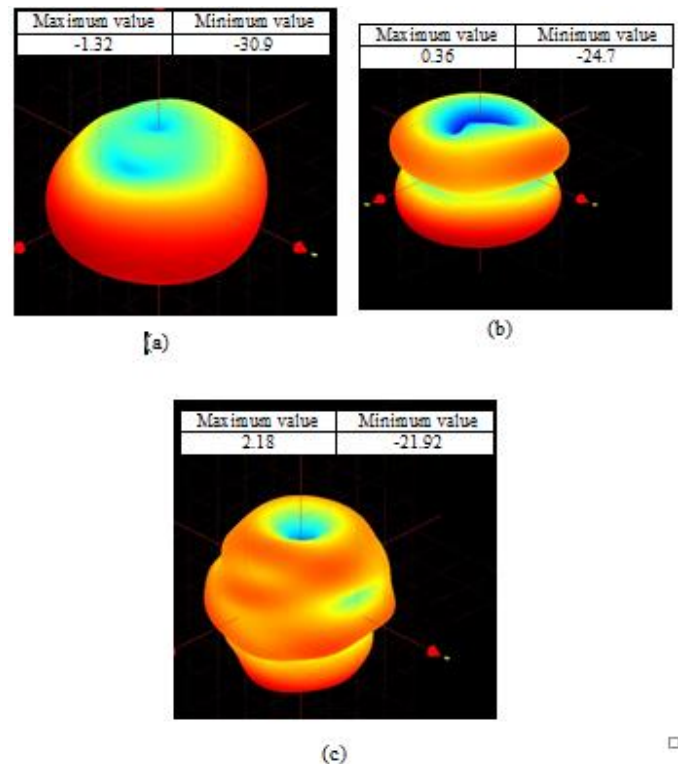 Maximum value Minimum value
-1.32 -30.9
Maximum value Minimum value
0.36 -24.7
(a)
(b)
Maximum value Minimum value
2.18 -21.92
(c)